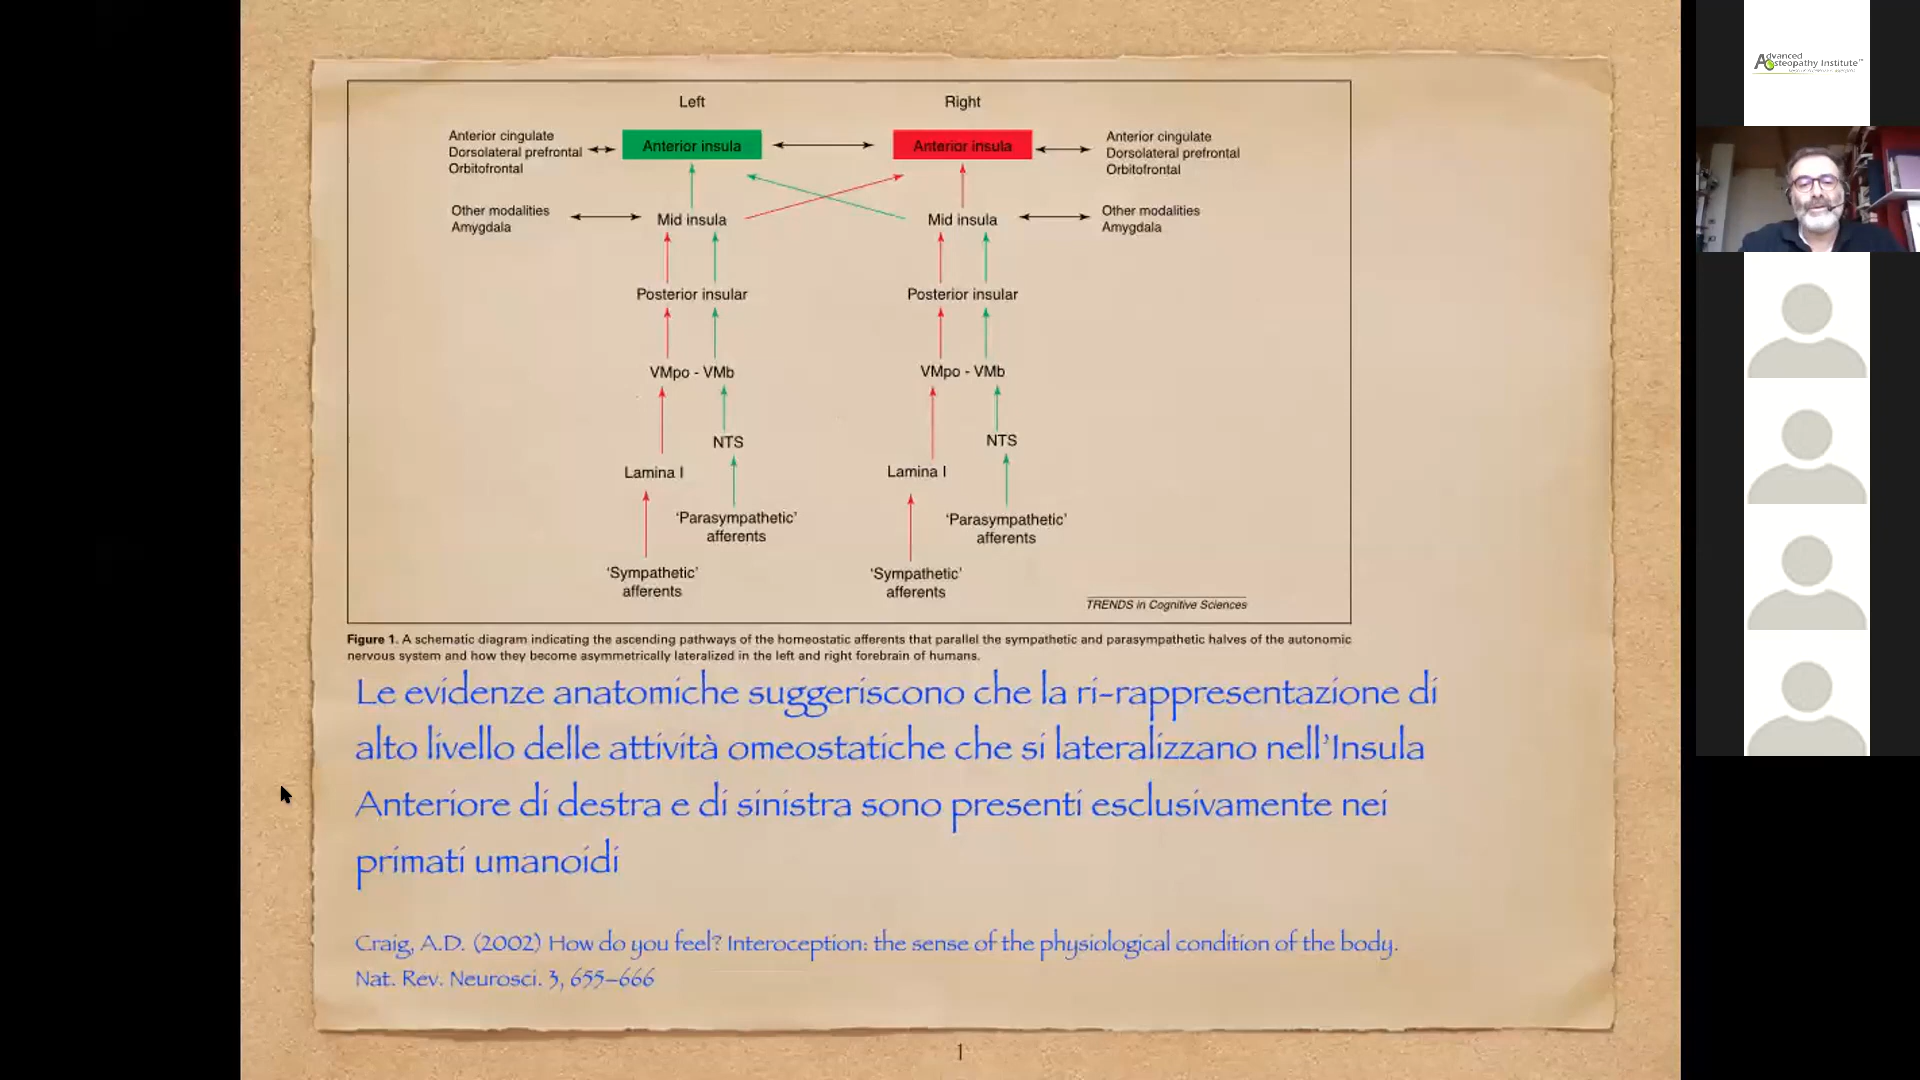 Left
Right
Anterior cingulate
Dorsolateral prefrontal
Orbitofrontal
Anterior insula
Anterior insula
Anterior cingulate
Dorsolateral prefrontal
Orbitofrontal
Other modalities
Amygdala
Mid insula
Mid insula
Other modalities
Amygdala
Posterior insular
Posterior insular
VMpo - VMb
VMpo - VMb
NTS
NTS
Lamina I
Lamina I
‘Parasympathetic’
afferents
‘Parasympathetic’
afferents
‘Sympathetic’
afferents
‘Sympathetic’
afferents
TRENDS in Cognitive Sciences
Figure 1. A schematic diagram indicating the ascending pathways of the homeostatic afferents that parallel the sympathetic and parasympathetic halves of the autonomic
nervous system and how they become asymmetrically lateralized in the left and right forebrain of humans.
Le evidenze anatomiche suggeriscono che la ri-rappresentazione di
alto livello delle attività omeostatiche che si lateralizzano nell’Insula
Anteriore di destra e di sinistra sono presenti esclusivamente nei
primati umanoidi
Craig, A.D. (2002) How do you feel? Interoception: the sense of the physiological condition of the body.
Nat. Rev. Neurosci. 3, 655–666
1
Advanced
Osteopathy Institute™